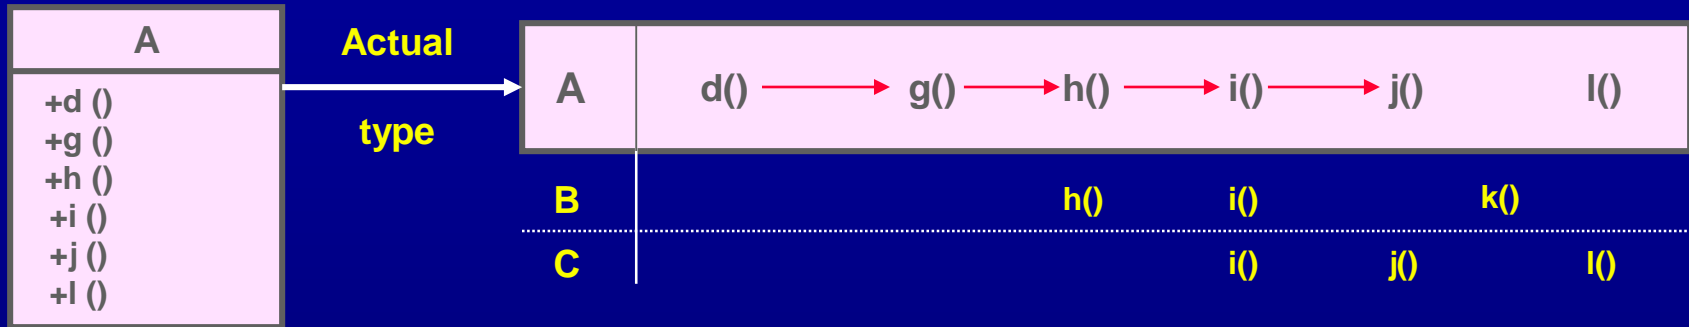 A
+d ()
+g ()
+h ()
+i ()
+j ()
+l ()
Actual
type
A d() g() h() i() j() l()
B h() i() k()
C i() j() l()